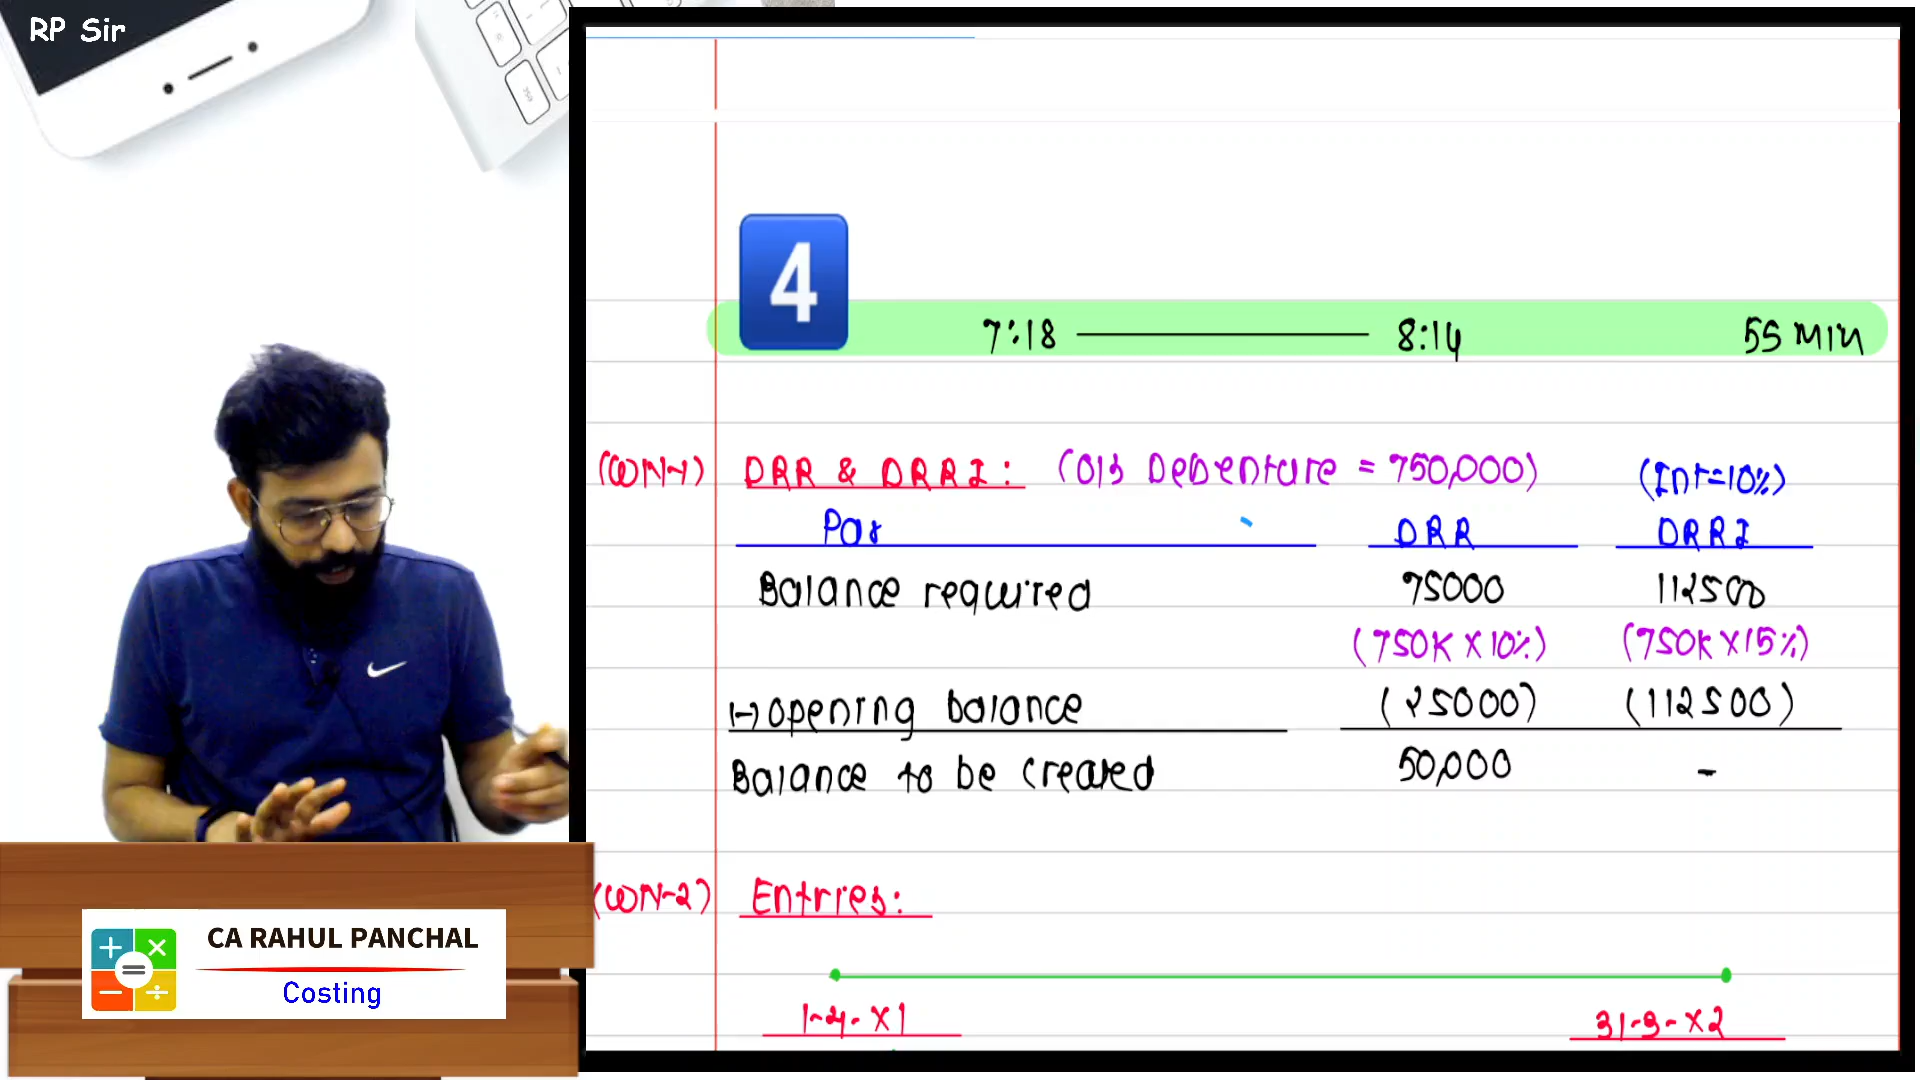 RP Sir
4
7:18 8:14 55 Min
(WN-1) DRR & DRRI: (O/s Debenture = 750,000) (Int=10%)
Par DRR DRRI
Balance required 75000 112500
(750K X 10%) (750K X 15%)
(-) opening balance (25000) (112500)
Balance to be created 50,000 -
(WN-2) Entries:
1-4-X1 31-3-X2
CA RAHUL PANCHAL
Costing